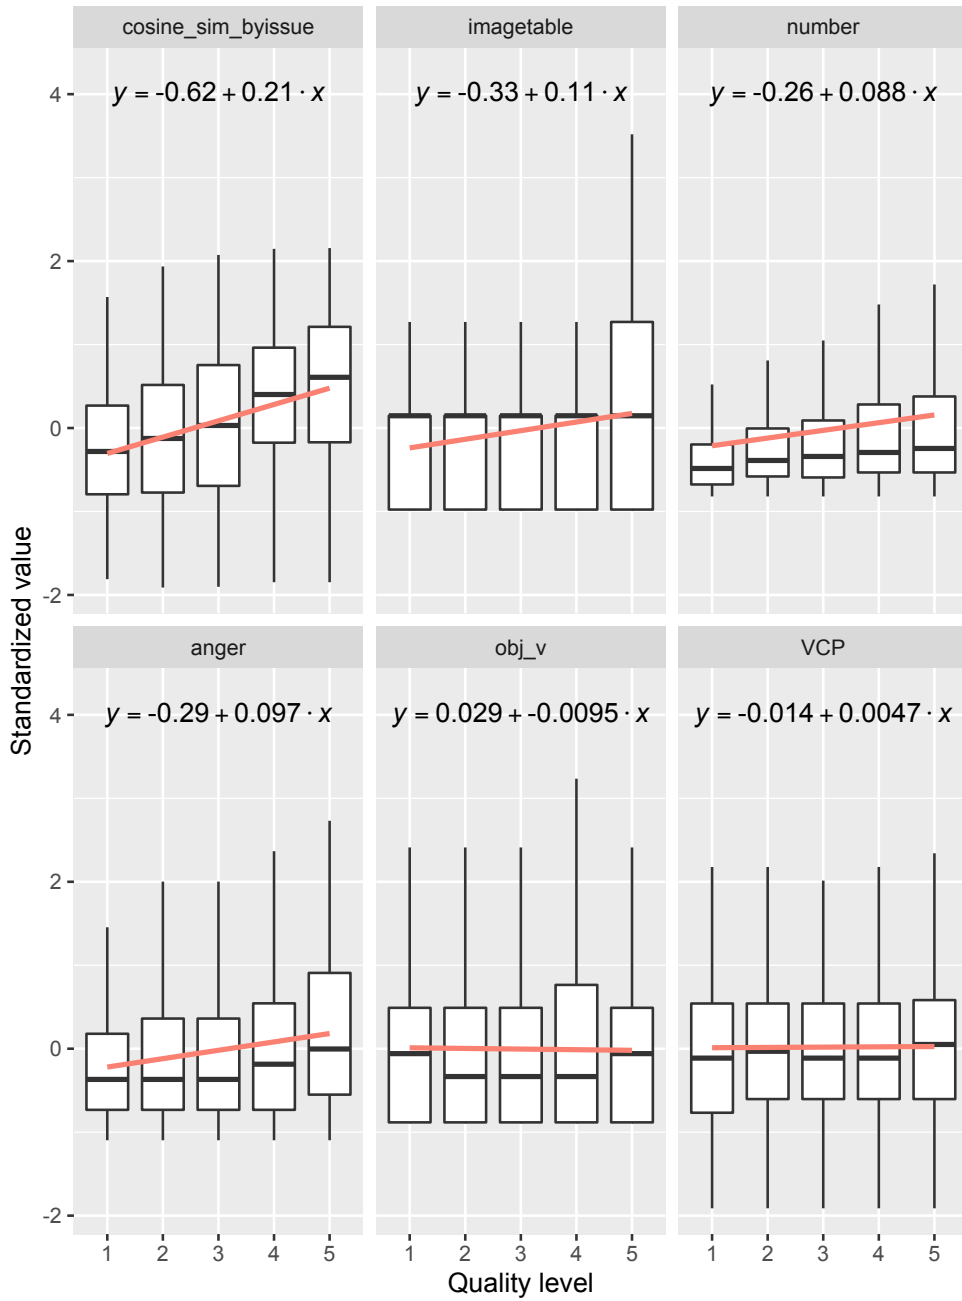 cosine_sim_byissue
imagetable
number
y = -0.62 + 0.21 · x
y = -0.33 + 0.11 · x
y = -0.26 + 0.088 · x
4
2
0
-2
Standardized value
anger
obj_v
VCP
y = -0.29 + 0.097 · x
y = 0.029 + -0.0095 · x
y = -0.014 + 0.0047 · x
4
2
0
-2
1 2 3 4 5
1 2 3 4 5
1 2 3 4 5
Quality level